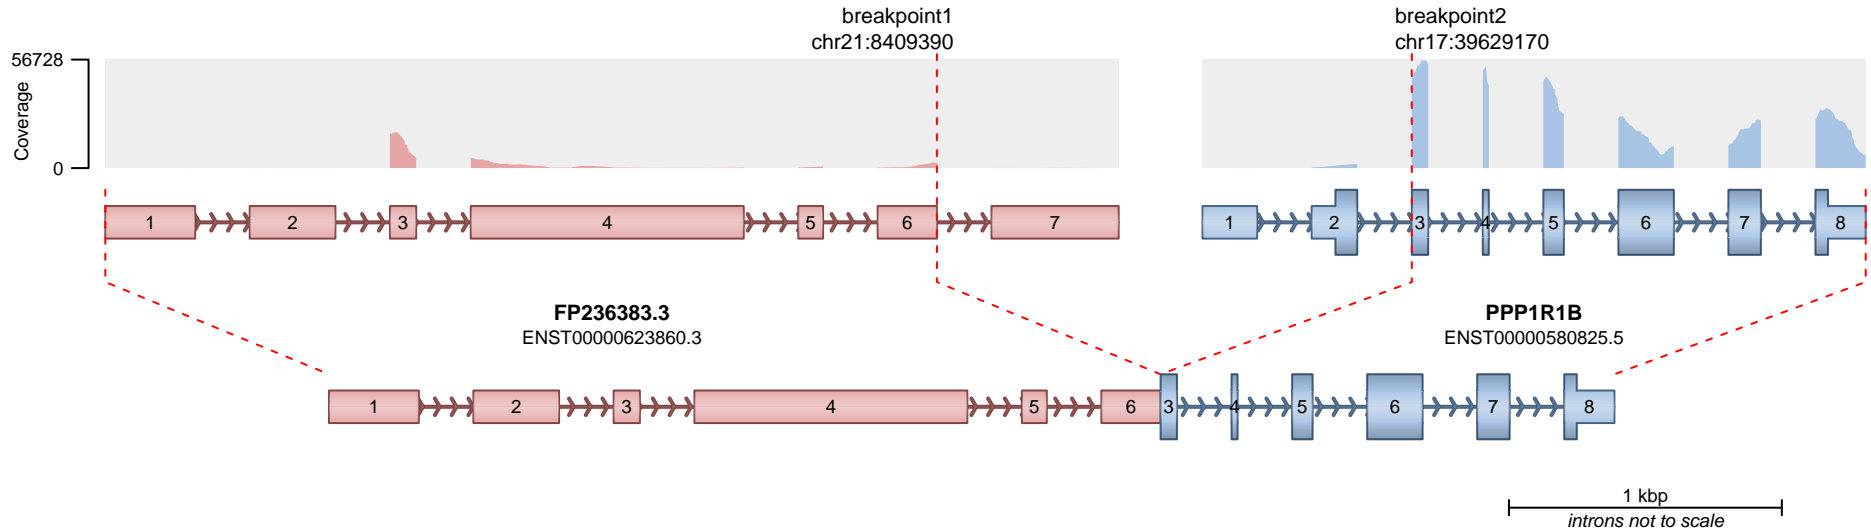 breakpoint1
chr21:8409390
breakpoint2
chr17:39629170
56728
Coverage
0
1 2 3 4 5 6 7
1 2 3 4 5 6 7 8
FP236383.3
ENST00000623860.3
PPP1R1B
ENST00000580825.5
1 2 3 4 5 6 3 4 5 6 7 8
1 kbp
introns not to scale